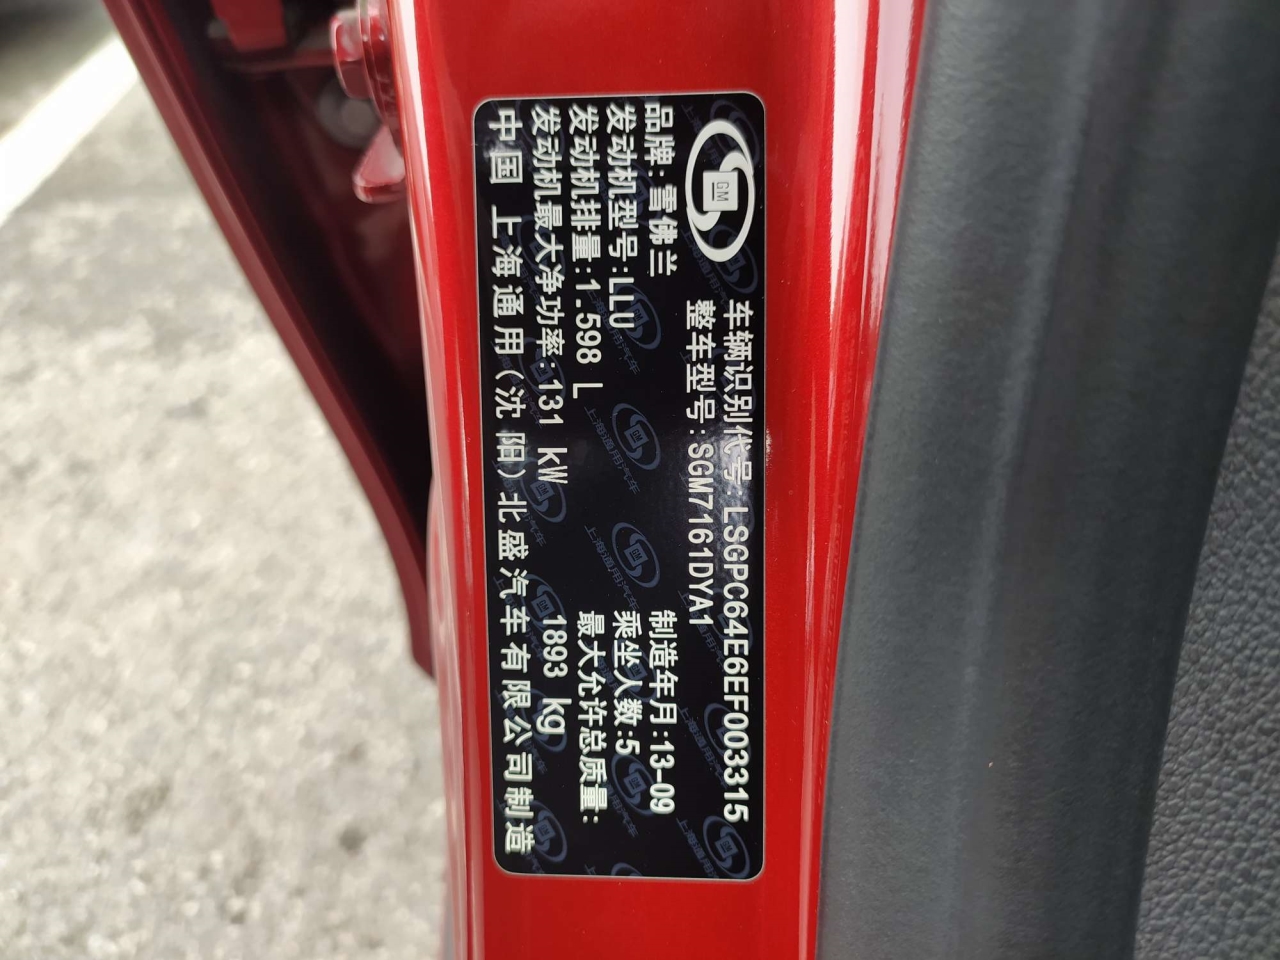 GM
车辆识别代号:LSGPC64E6EF003315
整车型号:SGM7161DYA1
品牌:雪佛兰
制造年月:13-09
发动机型号:LLU
乘坐人数:5
发动机排量:1.598 L
最大允许总质量:
发动机最大净功率:131 kW
1893 kg
中国 上海通用(沈阳)北盛汽车有限公司制造